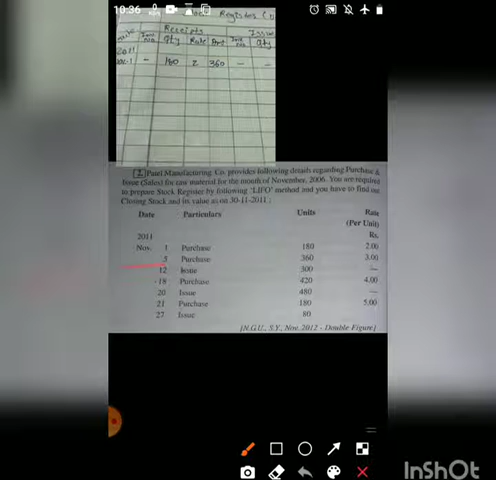 10:36
Register (1)
Receipts Issue
Qty Rate Amt Qty
2011
Nov.1 - 180 2 360 - -
[2.] Patel Manufacturing Co. provides following details regarding Purchase &
Issue (Sales) for raw material for the month of November, 2006. You are required
to prepare Stock Register by following "LIFO" method and you have to find out
Closing Stock and its value as on 30-11-2011 :
Date Particulars Units Rate
(Per Unit)
2011 Rs.
Nov. 1 Purchase 180 2.00
5 Purchase 360 3.00
12 Issue 300 —
18 Purchase 420 4.00
20 Issue 480 —
21 Purchase 180 5.00
27 Issue 80
[N.G.U., S.Y., Nov. 2012 - Double Figure]
InShOt